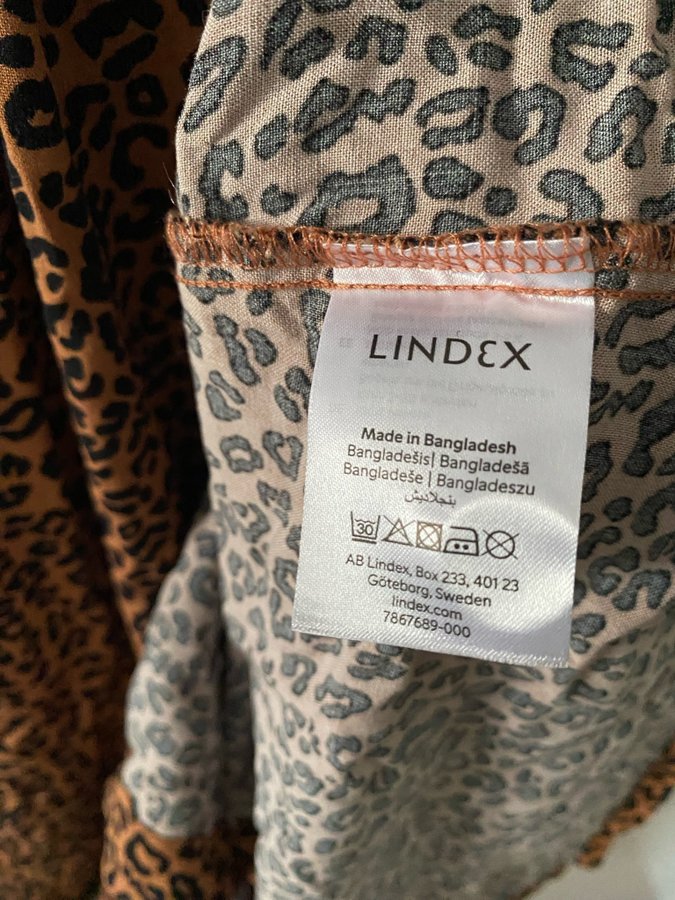 LINDEX
Made in Bangladesh
Bangladešis| Bangladešā
Bangladeše | Bangladeszu
بنجلاديش
30
AB Lindex, Box 233, 401 23
Göteborg, Sweden
lindex.com
7867689-000